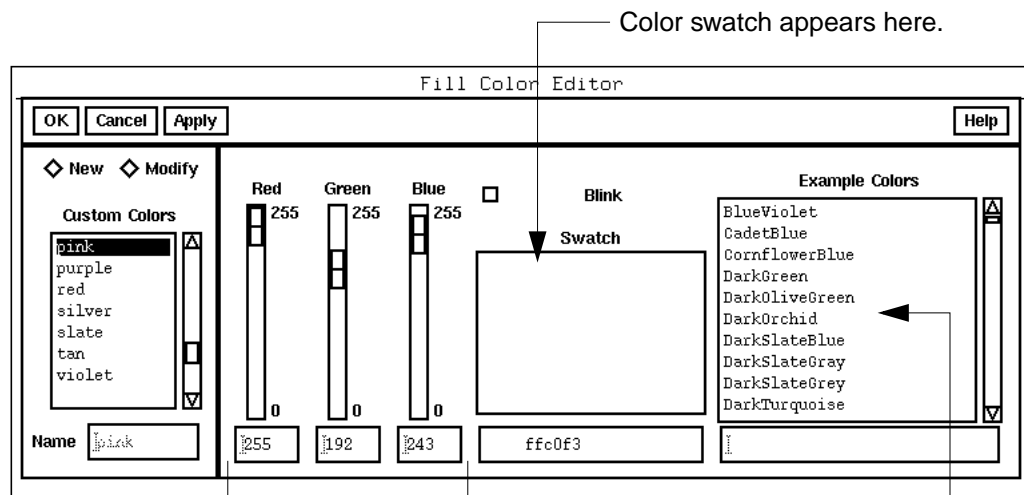 Color swatch appears here.
Fill Color Editor
OK Cancel Apply Help
New Modify
Custom Colors
pink
purple
red
silver
slate
tan
violet
Name pink
Red Green Blue
255 255 255
0 0 0
255 192 243
Blink
Swatch
ffc0f3
Example Colors
BlueViolet
CadetBlue
CornflowerBlue
DarkGreen
DarkOliveGreen
DarkOrchid
DarkSlateBlue
DarkSlateGray
DarkSlateGrey
DarkTurquoise